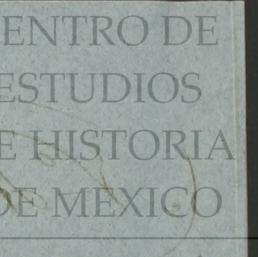 ENTRO DE
ESTUDIOS
E HISTORIA
DE MEXICO